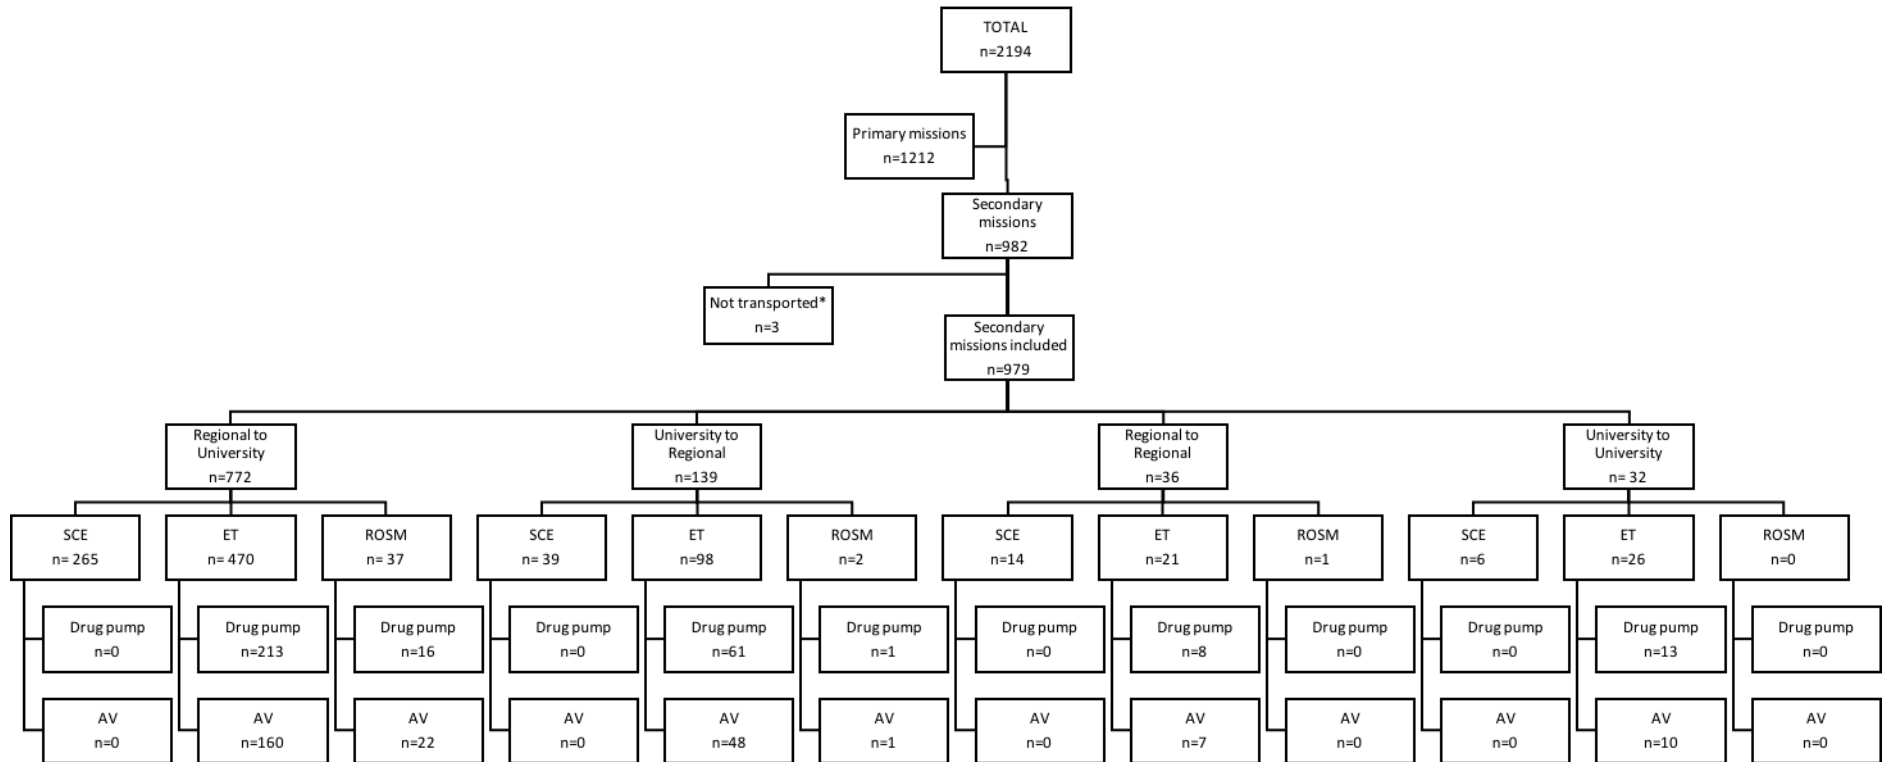 TOTAL
n=2194
Primary missions
n=1212
Secondary
missions
n=982
Not transported*
n=3
Secondary
missions included
n=979
Regional to
University
n=772
University to
Regional
n=139
Regional to
Regional
n=36
University to
University
n= 32
SCE
n= 265
ET
n= 470
ROSM
n= 37
SCE
n= 39
ET
n=98
ROSM
n=2
SCE
n=14
ET
n=21
ROSM
n=1
SCE
n=6
ET
n=26
ROSM
n=0
Drug pump
n=0
Drug pump
n=213
Drug pump
n=16
Drug pump
n=0
Drug pump
n=61
Drug pump
n=1
Drug pump
n=0
Drug pump
n=8
Drug pump
n=0
Drug pump
n=0
Drug pump
n=13
Drug pump
n=0
AV
n=0
AV
n=160
AV
n=22
AV
n=0
AV
n=48
AV
n=1
AV
n=0
AV
n=7
AV
n=0
AV
n=0
AV
n=10
AV
n=0